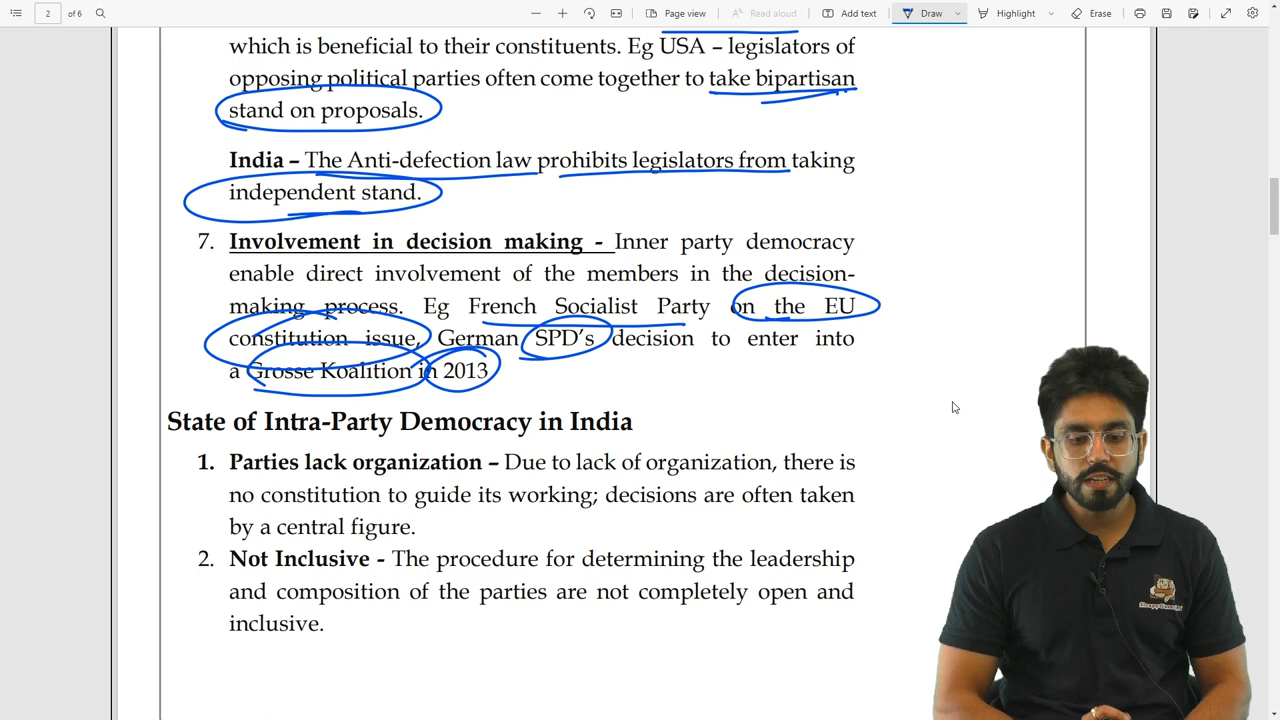 2 of 6 Page view Read aloud Add text Draw Highlight Erase
which is beneficial to their constituents. Eg USA – legislators of
opposing political parties often come together to take bipartisan
stand on proposals.
India – The Anti-defection law prohibits legislators from taking
independent stand.
7. Involvement in decision making - Inner party democracy
enable direct involvement of the members in the decision-
making process. Eg French Socialist Party on the EU
constitution issue, German SPD's decision to enter into
a Grosse Koalition in 2013
State of Intra-Party Democracy in India
1. Parties lack organization – Due to lack of organization, there is
no constitution to guide its working; decisions are often taken
by a central figure.
2. Not Inclusive - The procedure for determining the leadership
and composition of the parties are not completely open and
inclusive.